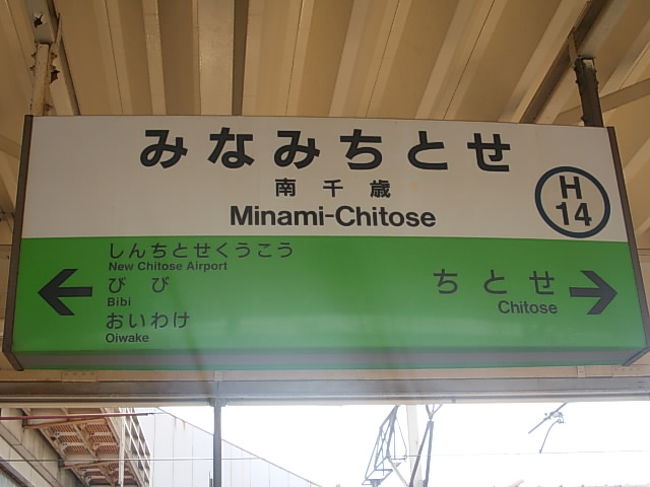 みなみちとせ
南千歳
Minami-Chitose
H
14
しんちとせくうこう
New Chitose Airport
びび
Bibi
おいわけ
Oiwake
ちとせ
Chitose